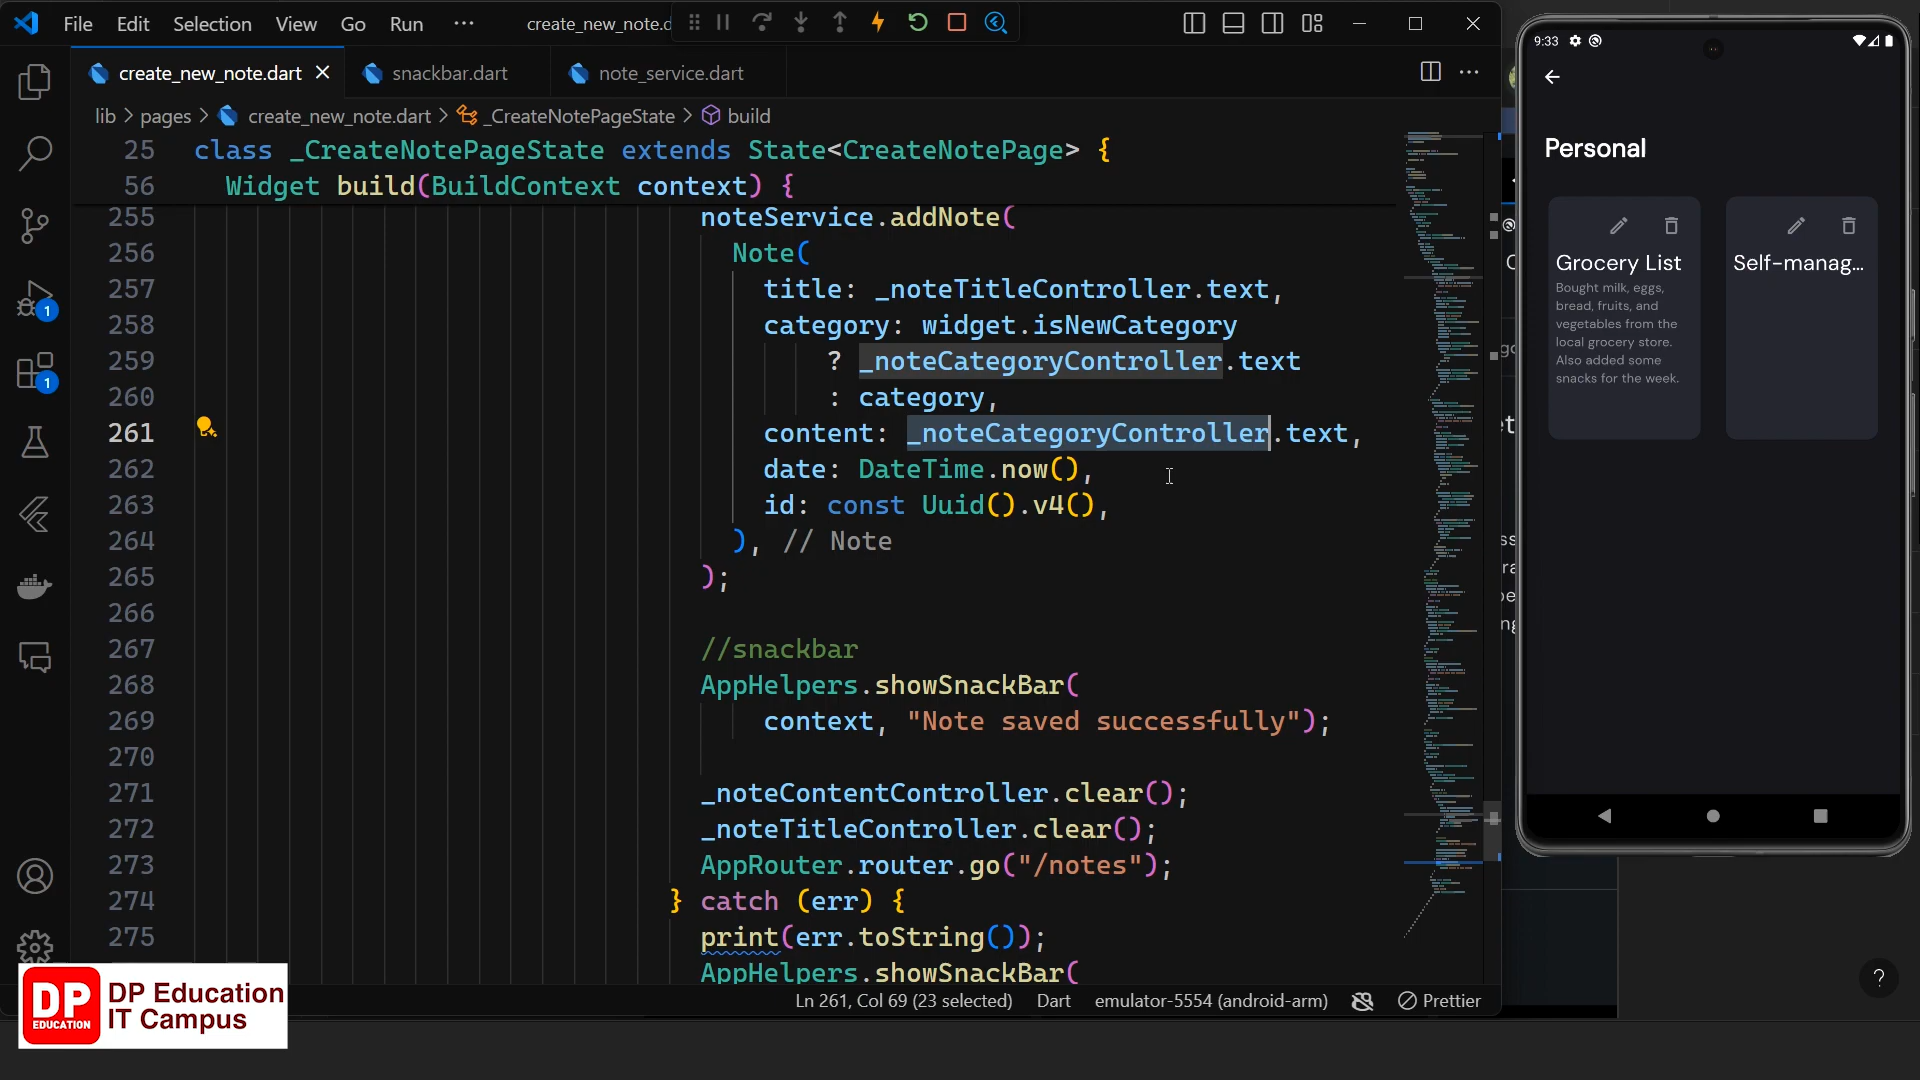 File Edit Selection View Go Run ··· create_new_note.d
create_new_note.dart snackbar.dart note_service.dart
lib > pages > create_new_note.dart > _CreateNotePageState > build
25 class _CreateNotePageState extends State<CreateNotePage> {
56 Widget build(BuildContext context) {
255 noteService.addNote(
256 Note(
257 title: _noteTitleController.text,
258 category: widget.isNewCategory
259 ? _noteCategoryController.text
260 : category,
261 content: _noteCategoryController.text,
262 date: DateTime.now(),
263 id: const Uuid().v4(),
264 ), // Note
265 );
266
267 //snackbar
268 AppHelpers.showSnackBar(
269 context, "Note saved successfully");
270
271 _noteContentController.clear();
272 _noteTitleController.clear();
273 AppRouter.router.go("/notes");
274 } catch (err) {
275 print(err.toString());
AppHelpers.showSnackBar(
1
1
Ln 261, Col 69 (23 selected) Dart emulator-5554 (android-arm) Prettier
DP EDUCATION
DP Education
IT Campus
9:33
Personal
Grocery List
Bought milk, eggs,
bread, fruits, and
vegetables from the
local grocery store.
Also added some
snacks for the week.
Self-manag...
?